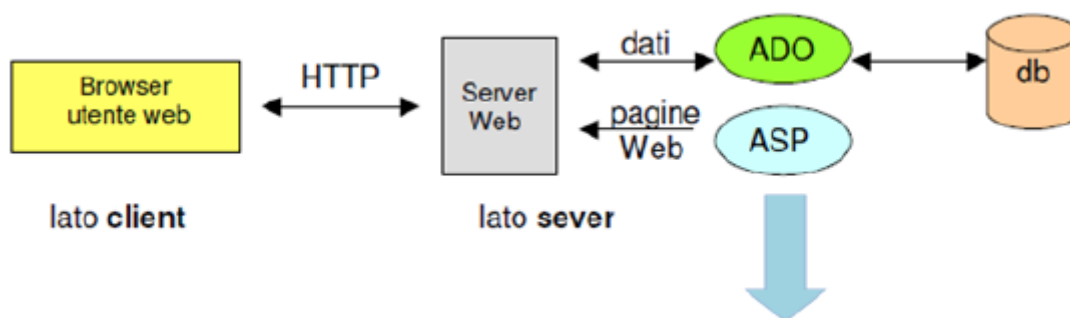 Browser
utente web
HTTP
Server
Web
dati
pagine
Web
ADO
ASP
db
lato client
lato sever